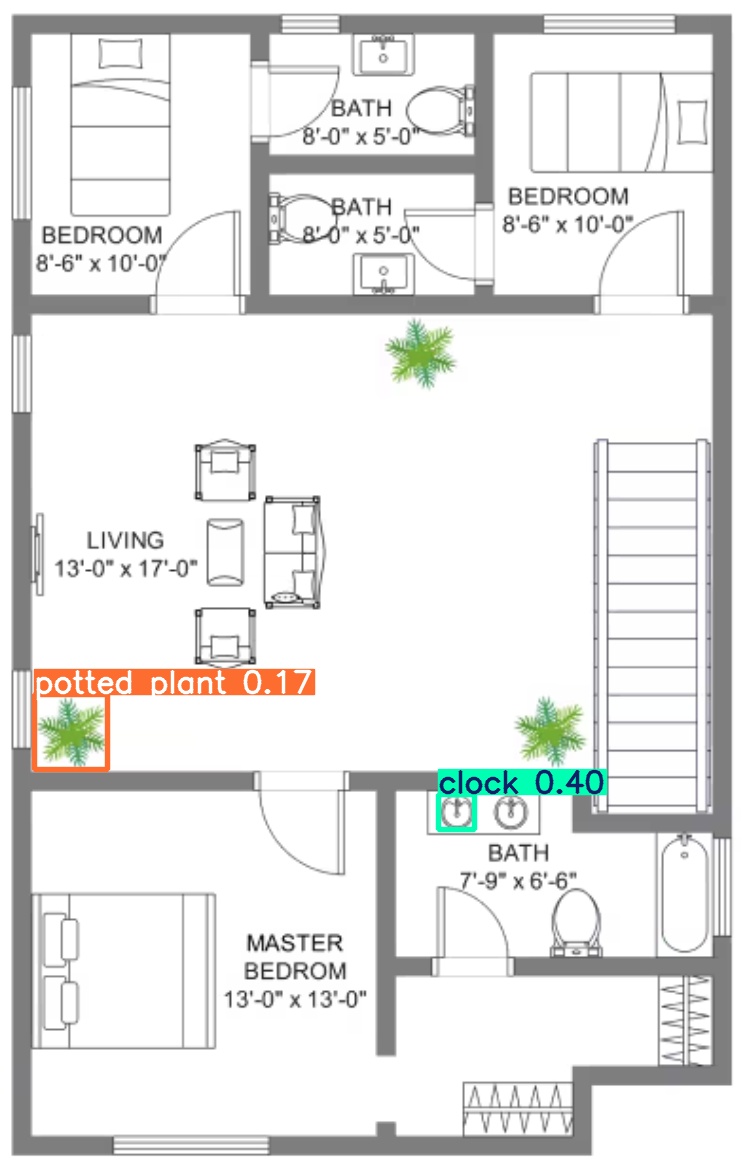 BATH
8'-0" x 5'-0"
BEDROOM
8'-6" x 10'-0"
BATH
8'-0" x 5'-0"
BEDROOM
8'-6" x 10'-0"
LIVING
13'-0" x 17'-0"
potted plant 0.17
clock 0.40
BATH
7'-9" x 6'-6"
MASTER
BEDROM
13'-0" x 13'-0"